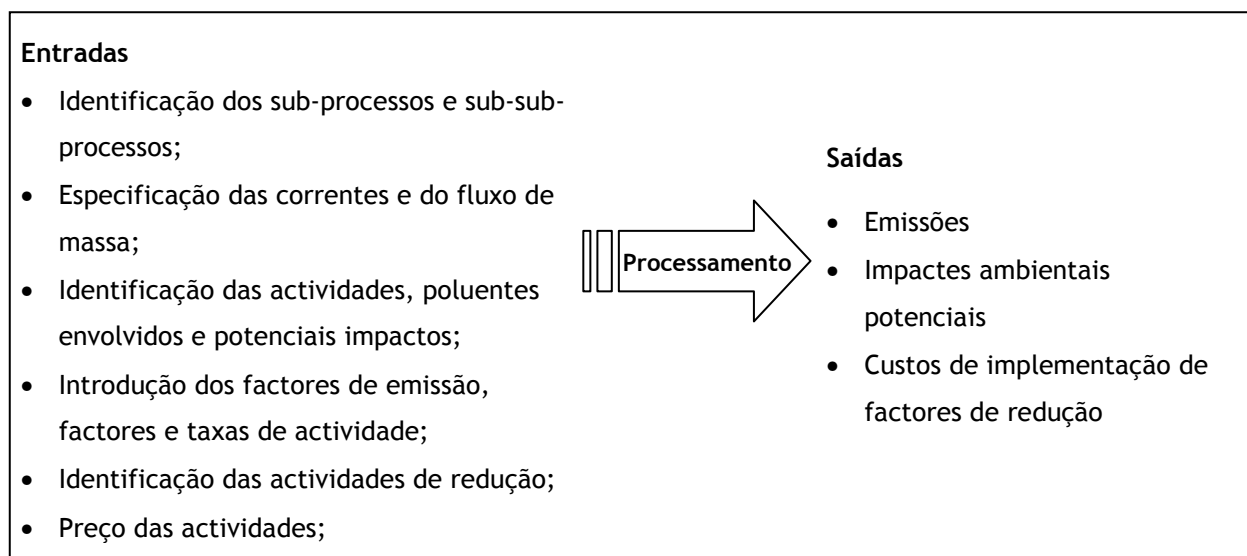 Entradas
• Identificação dos sub-processos e sub-sub-
processos;
• Especificação das correntes e do fluxo de
massa;
• Identificação das actividades, poluentes
envolvidos e potenciais impactos;
• Introdução dos factores de emissão,
factores e taxas de actividade;
• Identificação das actividades de redução;
• Preço das actividades;
Processamento
Saídas
• Emissões
• Impactes ambientais
potenciais
• Custos de implementação de
factores de redução